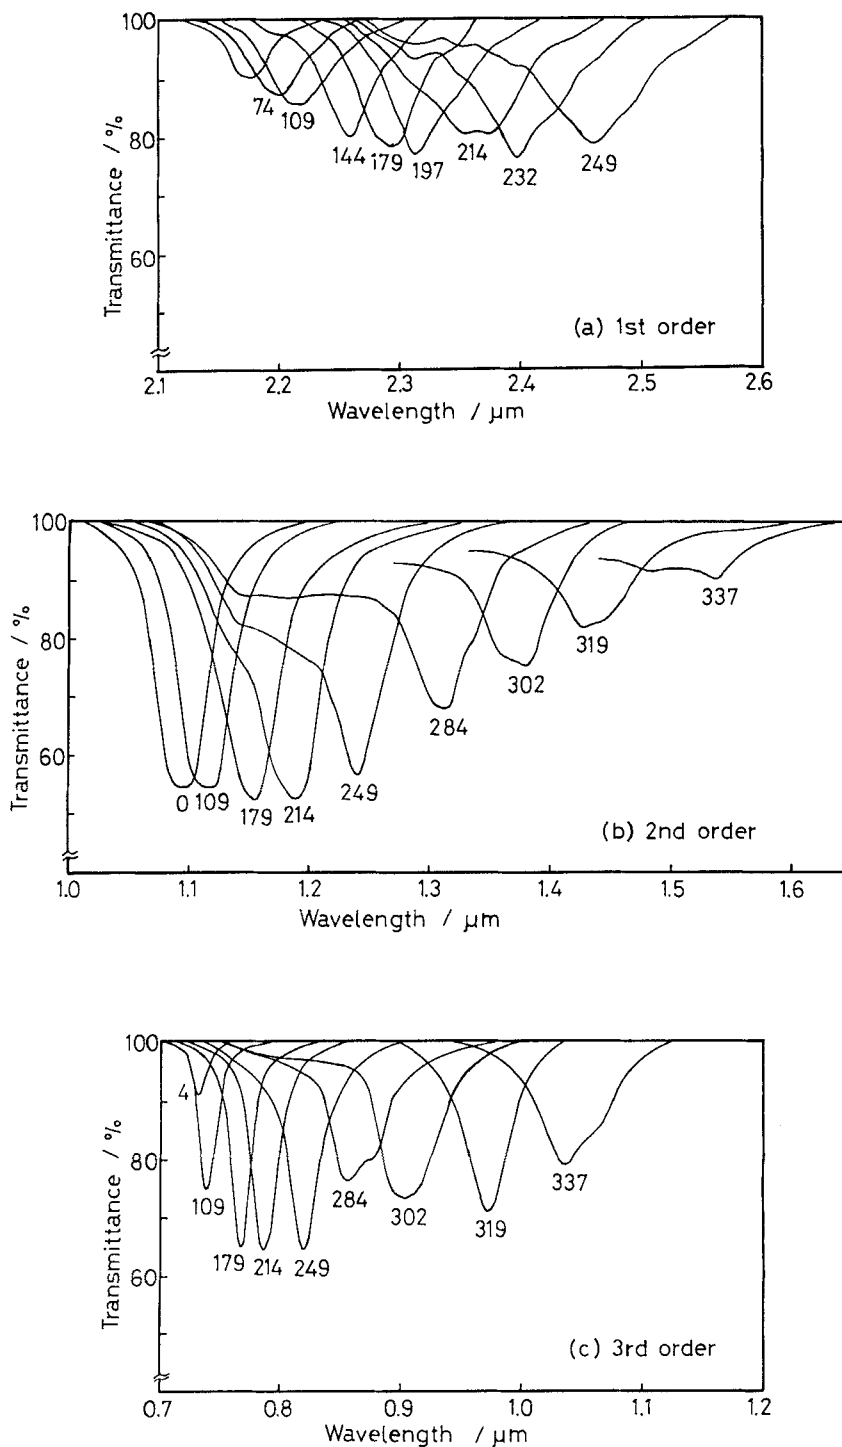 100
80
60
Transmittance / %
74
109
144
179
197
214
232
249
(a) 1st order
2.1 2.2 2.3 2.4 2.5 2.6
Wavelength / µm
100
80
60
Transmittance / %
0
109
179
214
249
284
302
319
337
(b) 2nd order
1.0 1.1 1.2 1.3 1.4 1.5 1.6
Wavelength / µm
100
80
60
Transmittance / %
4
109
179
214
249
284
302
319
337
(c) 3rd order
0.7 0.8 0.9 1.0 1.1 1.2
Wavelength / µm